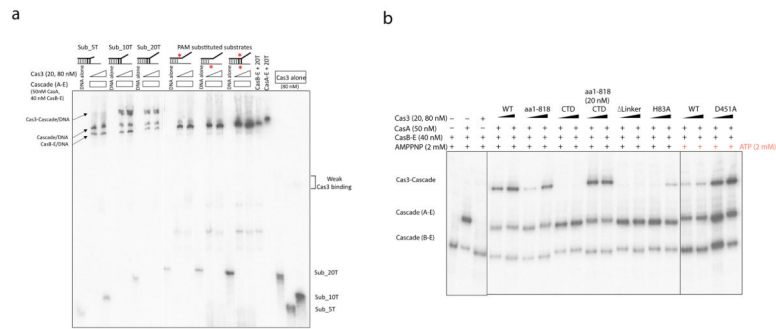 a
Sub_5T Sub_10T Sub_20T PAM substituted substrates
DNA alone DNA alone DNA alone DNA alone DNA alone DNA alone CasB-E + 20T CasA-E + 20T Cas3 alone
(80 nM)
Cas3 (20, 80 nM)
Cascade (A-E)
(50nM CasA,
40 nM CasB-E)
Cas3-Cascade/DNA
Cascade/DNA
CasB-E/DNA
Weak
Cas3 binding
Sub_20T
Sub_10T
Sub_5T
b
aa1-818
(20 nM)
WT aa1-818 CTD CTD ΔLinker H83A WT D451A
Cas3 (20, 80 nM) - - +
CasA (50 nM) - + - + + + + + + + + + + + + + + + +
CasB-E (40 nM) + + + + + + + + + + + + + + + + + + +
AMPPNP (2 mM) + + + + + + + + + + + + + + + + + + + ATP (2 mM)
Cas3-Cascade
Cascade (A-E)
Cascade (B-E)